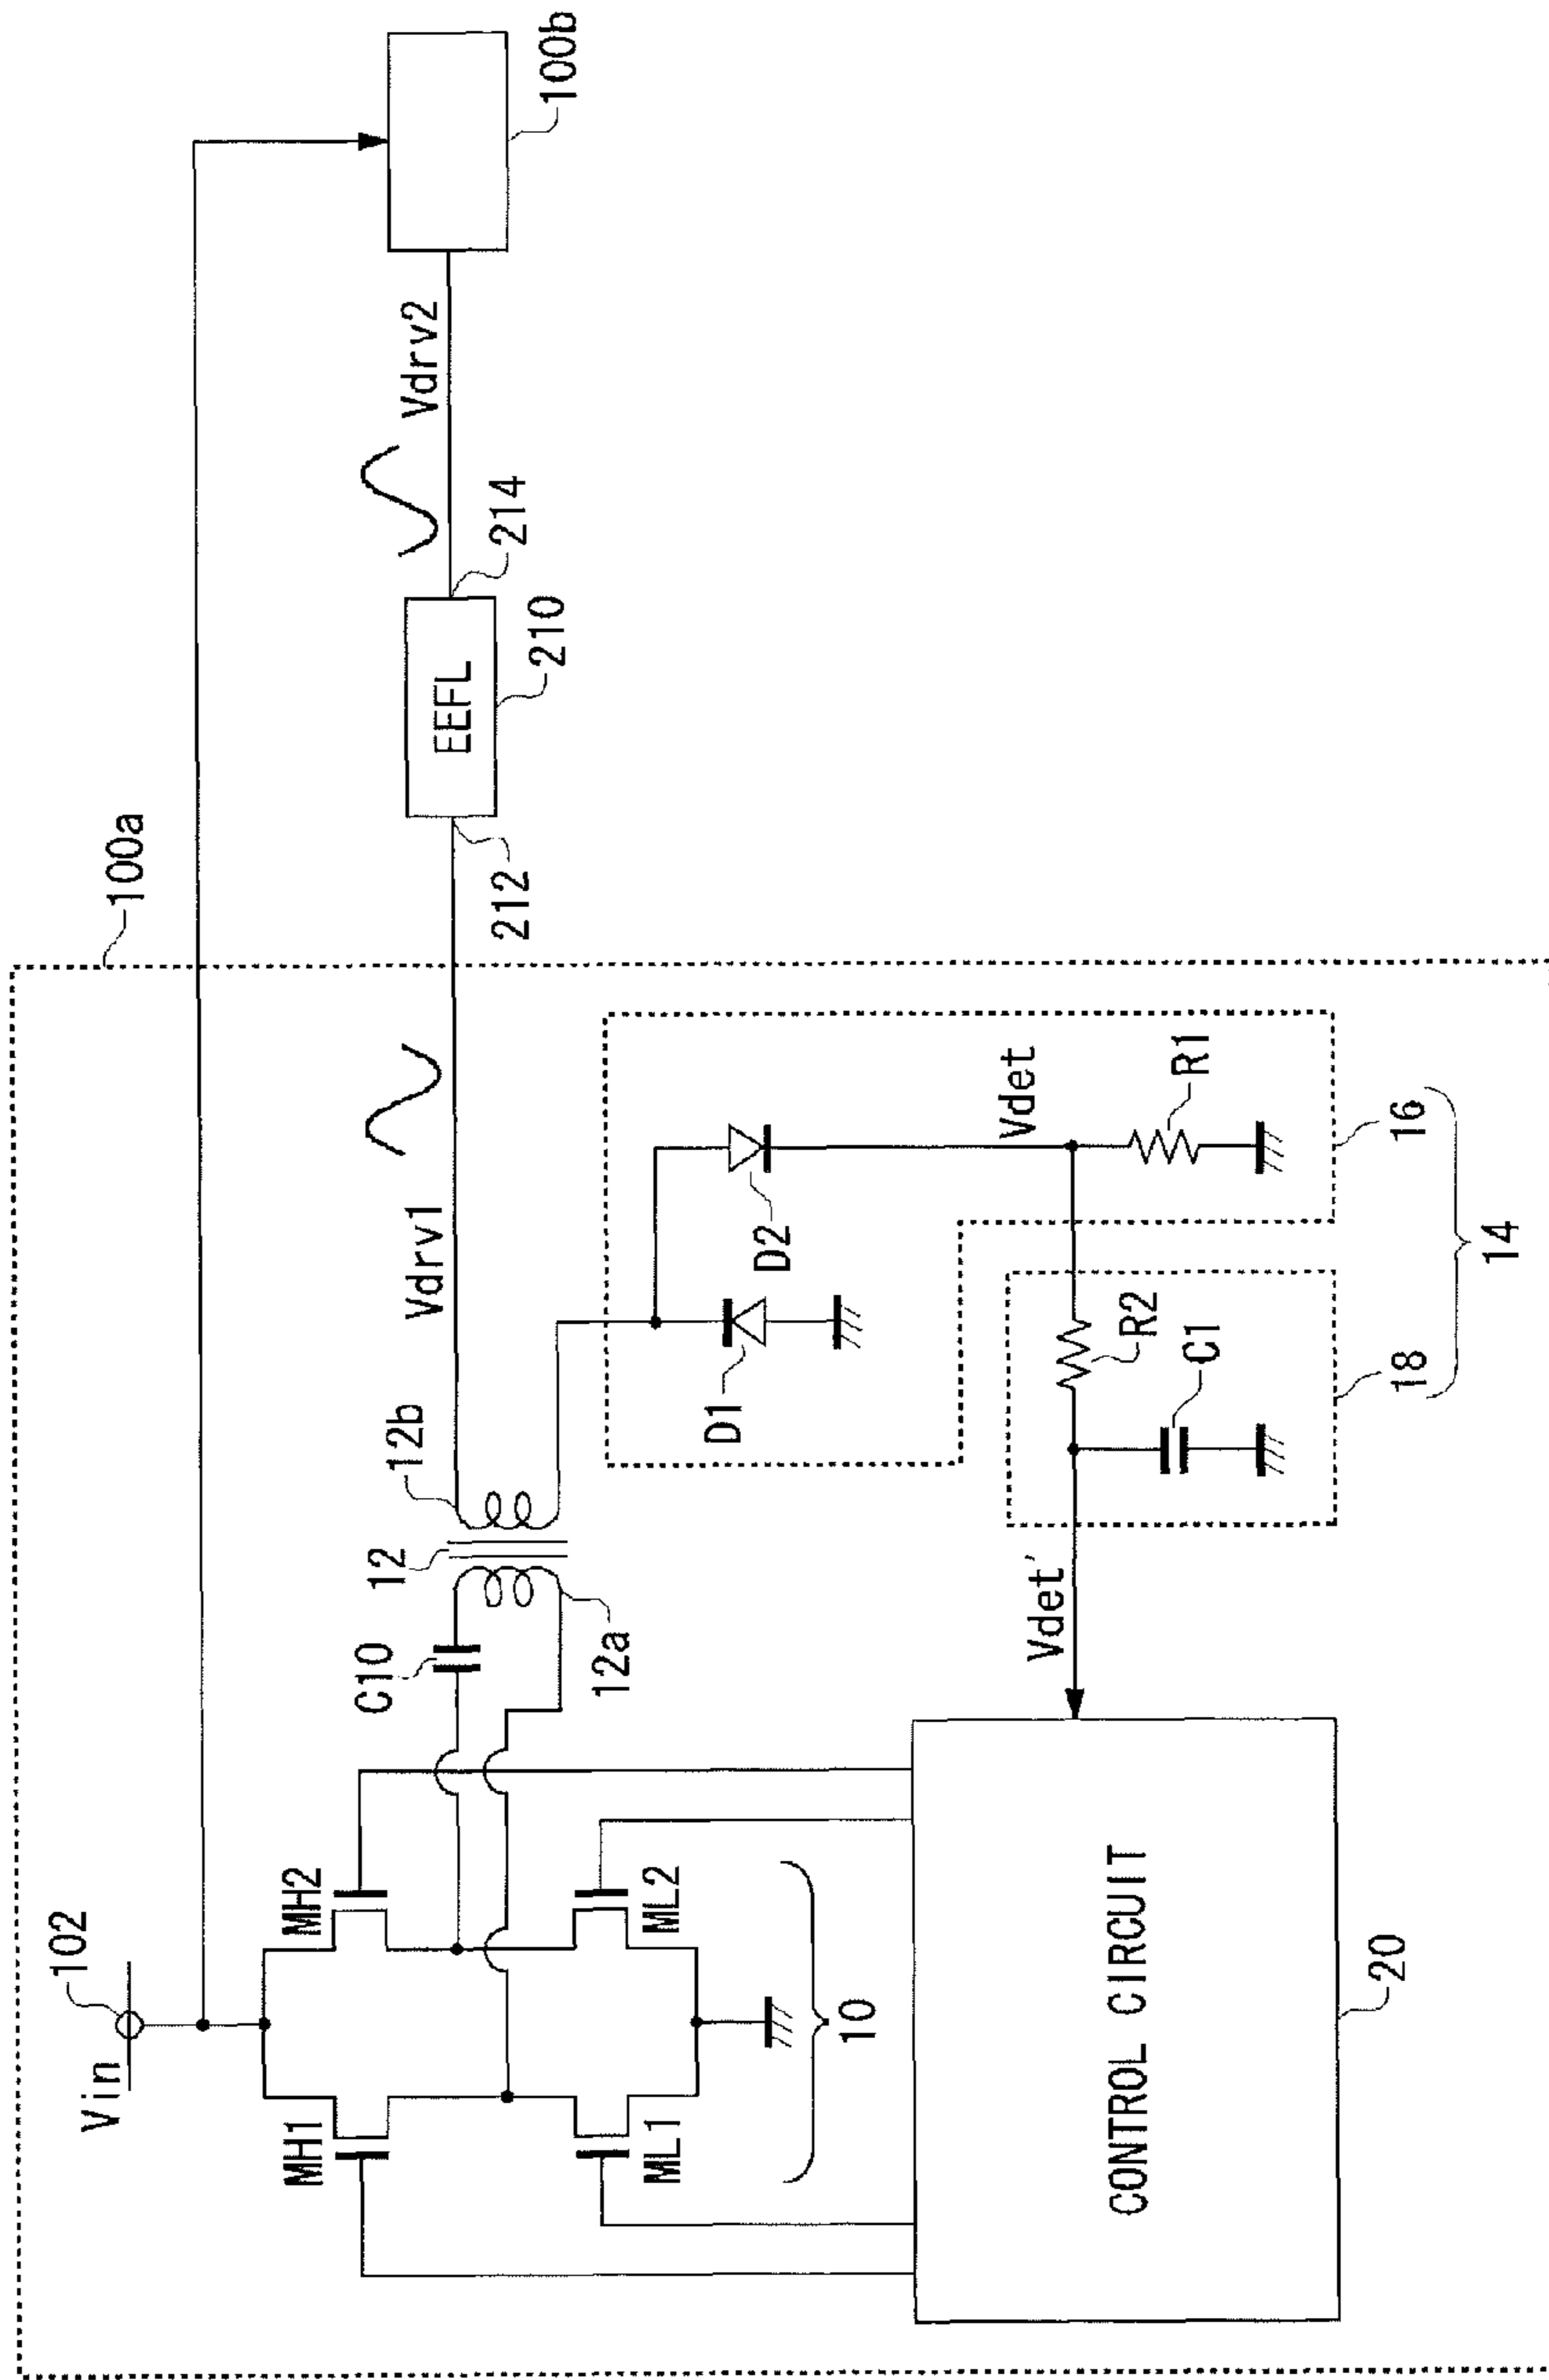 100a
Vin
102
MH1
MH2
ML1
ML2
10
C10
12
12a
12b
Vdrv1
212
EEFL
210
214
Vdrv2
100b
D1
D2
Vdet
R1
16
R2
C1
18
14
Vdet'
CONTROL CIRCUIT
20